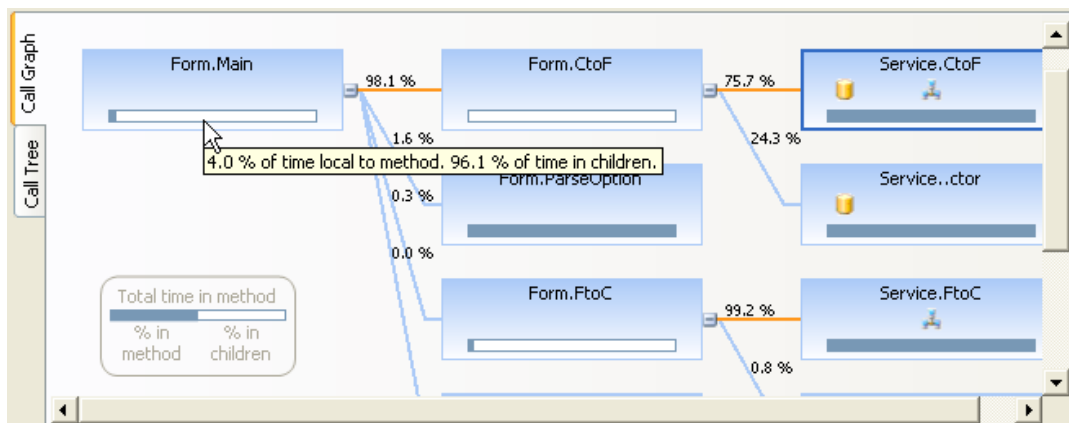 Call Graph
Call Tree
Form.Main
98.1 %
Form.CtoF
75.7 %
Service.CtoF
1.6 %
24.3 %
4.0 % of time local to method. 96.1 % of time in children.
Form.ParseOption
Service..ctor
0.3 %
0.0 %
Form.FtoC
Service.FtoC
99.2 %
0.8 %
Total time in method
% in method
% in children